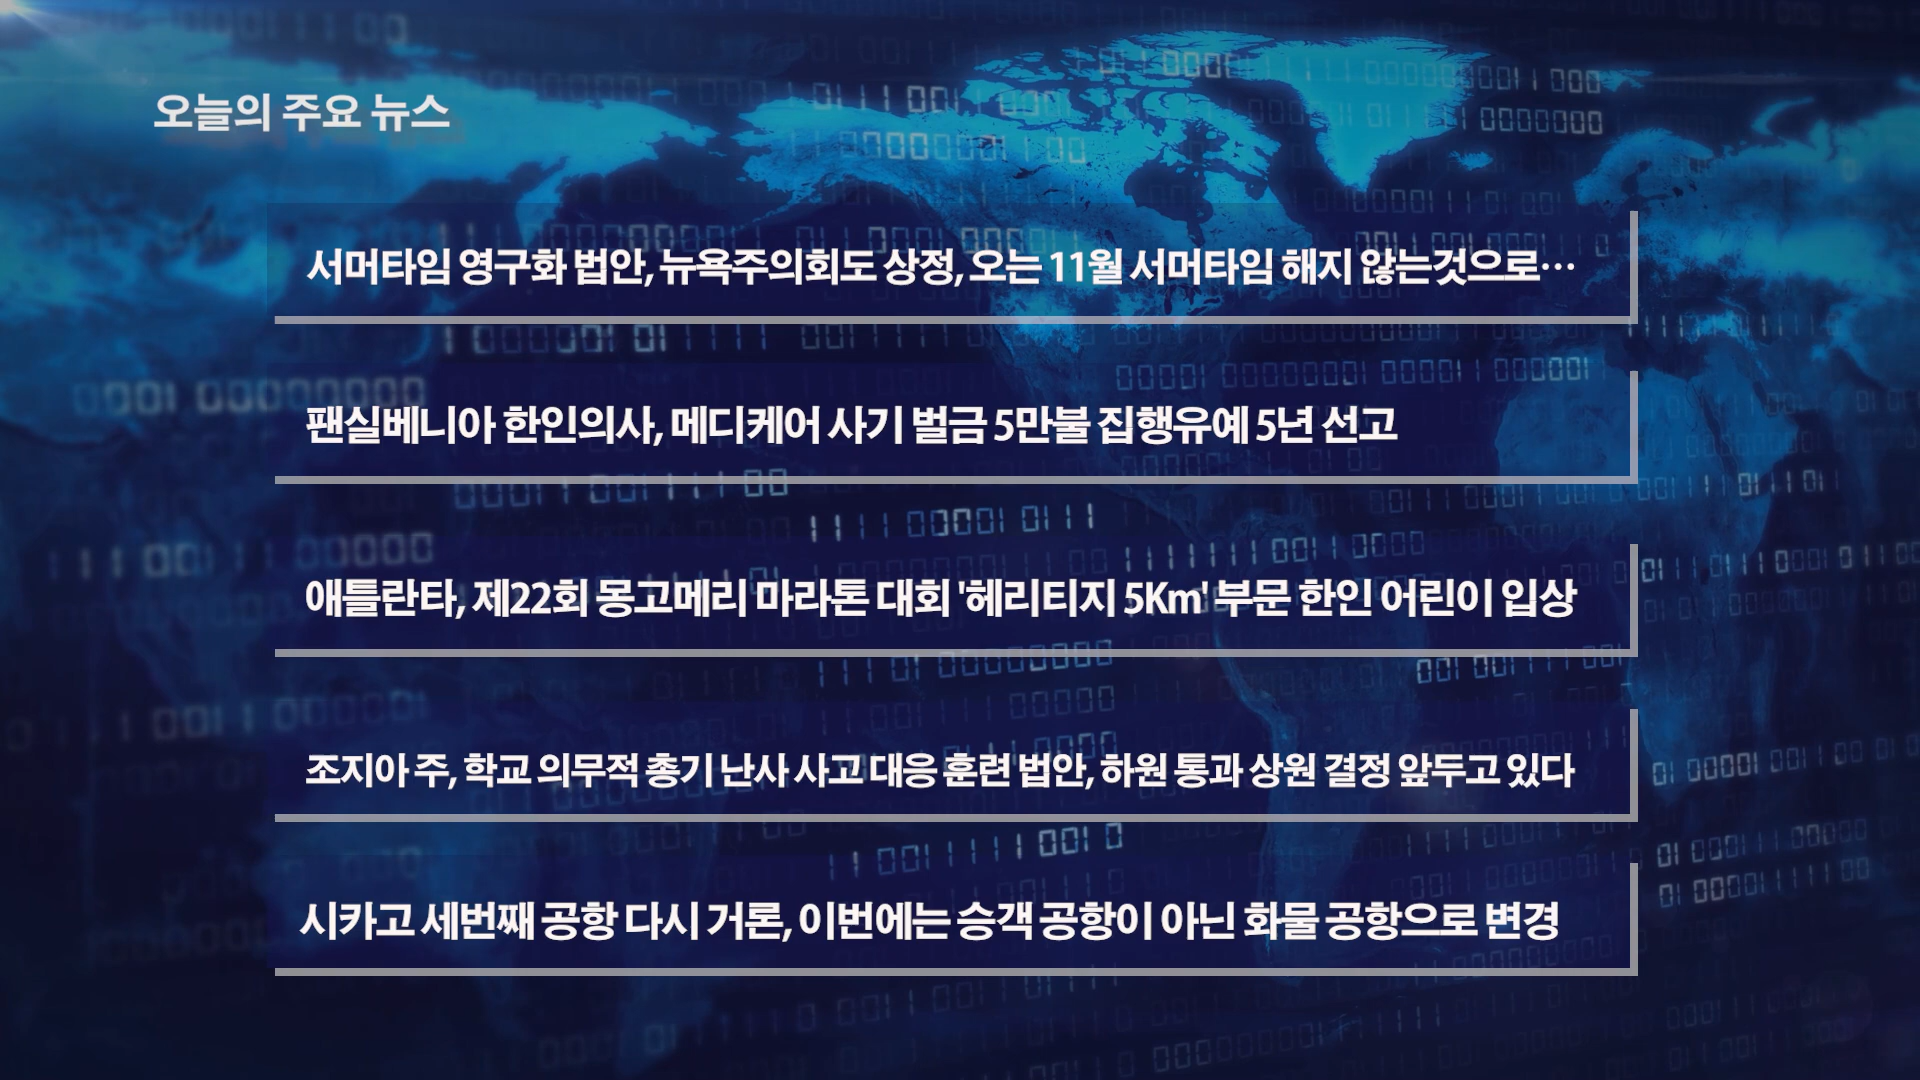 오늘의 주요 뉴스
서머타임 영구화 법안, 뉴욕주의회도 상정, 오는 11월 서머타임 해지 않는것으로…
팬실베니아 한인의사, 메디케어 사기 벌금 5만불 집행유예 5년 선고
애틀란타, 제22회 몽고메리 마라톤 대회 '헤리티지 5Km' 부문 한인 어린이 입상
조지아 주, 학교 의무적 총기 난사 사고 대응 훈련 법안, 하원 통과 상원 결정 앞두고 있다
시카고 세번째 공항 다시 거론, 이번에는 승객 공항이 아닌 화물 공항으로 변경